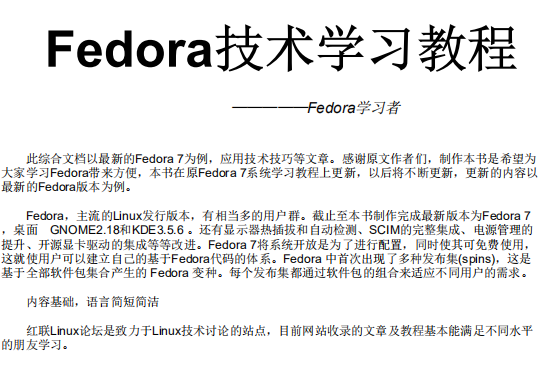 Fedora技术学习教程
—————Fedora学习者
此综合文档以最新的Fedora 7为例，应用技术技巧等文章。感谢原文作者们，制作本书是希望为
大家学习Fedora带来方便，本书在原Fedora 7系统学习教程上更新，以后将不断更新，更新的内容以
最新的Fedora版本为例。
Fedora，主流的Linux发行版本，有相当多的用户群。截止至本书制作完成最新版本为Fedora 7
，桌面　GNOME2.18和KDE3.5.6 。还有显示器热插拔和自动检测、SCIM的完整集成、电源管理的
提升、开源显卡驱动的集成等等改进。Fedora 7将系统开放是为了进行配置，同时使其可免费使用，
这就使用户可以建立自己的基于Fedora代码的体系。Fedora 中首次出现了多种发布集(spins)，这是
基于全部软件包集合产生的 Fedora 变种。每个发布集都通过软件包的组合来适应不同用户的需求。
内容基础，语言简短简洁
红联Linux论坛是致力于Linux技术讨论的站点，目前网站收录的文章及教程基本能满足不同水平
的朋友学习。